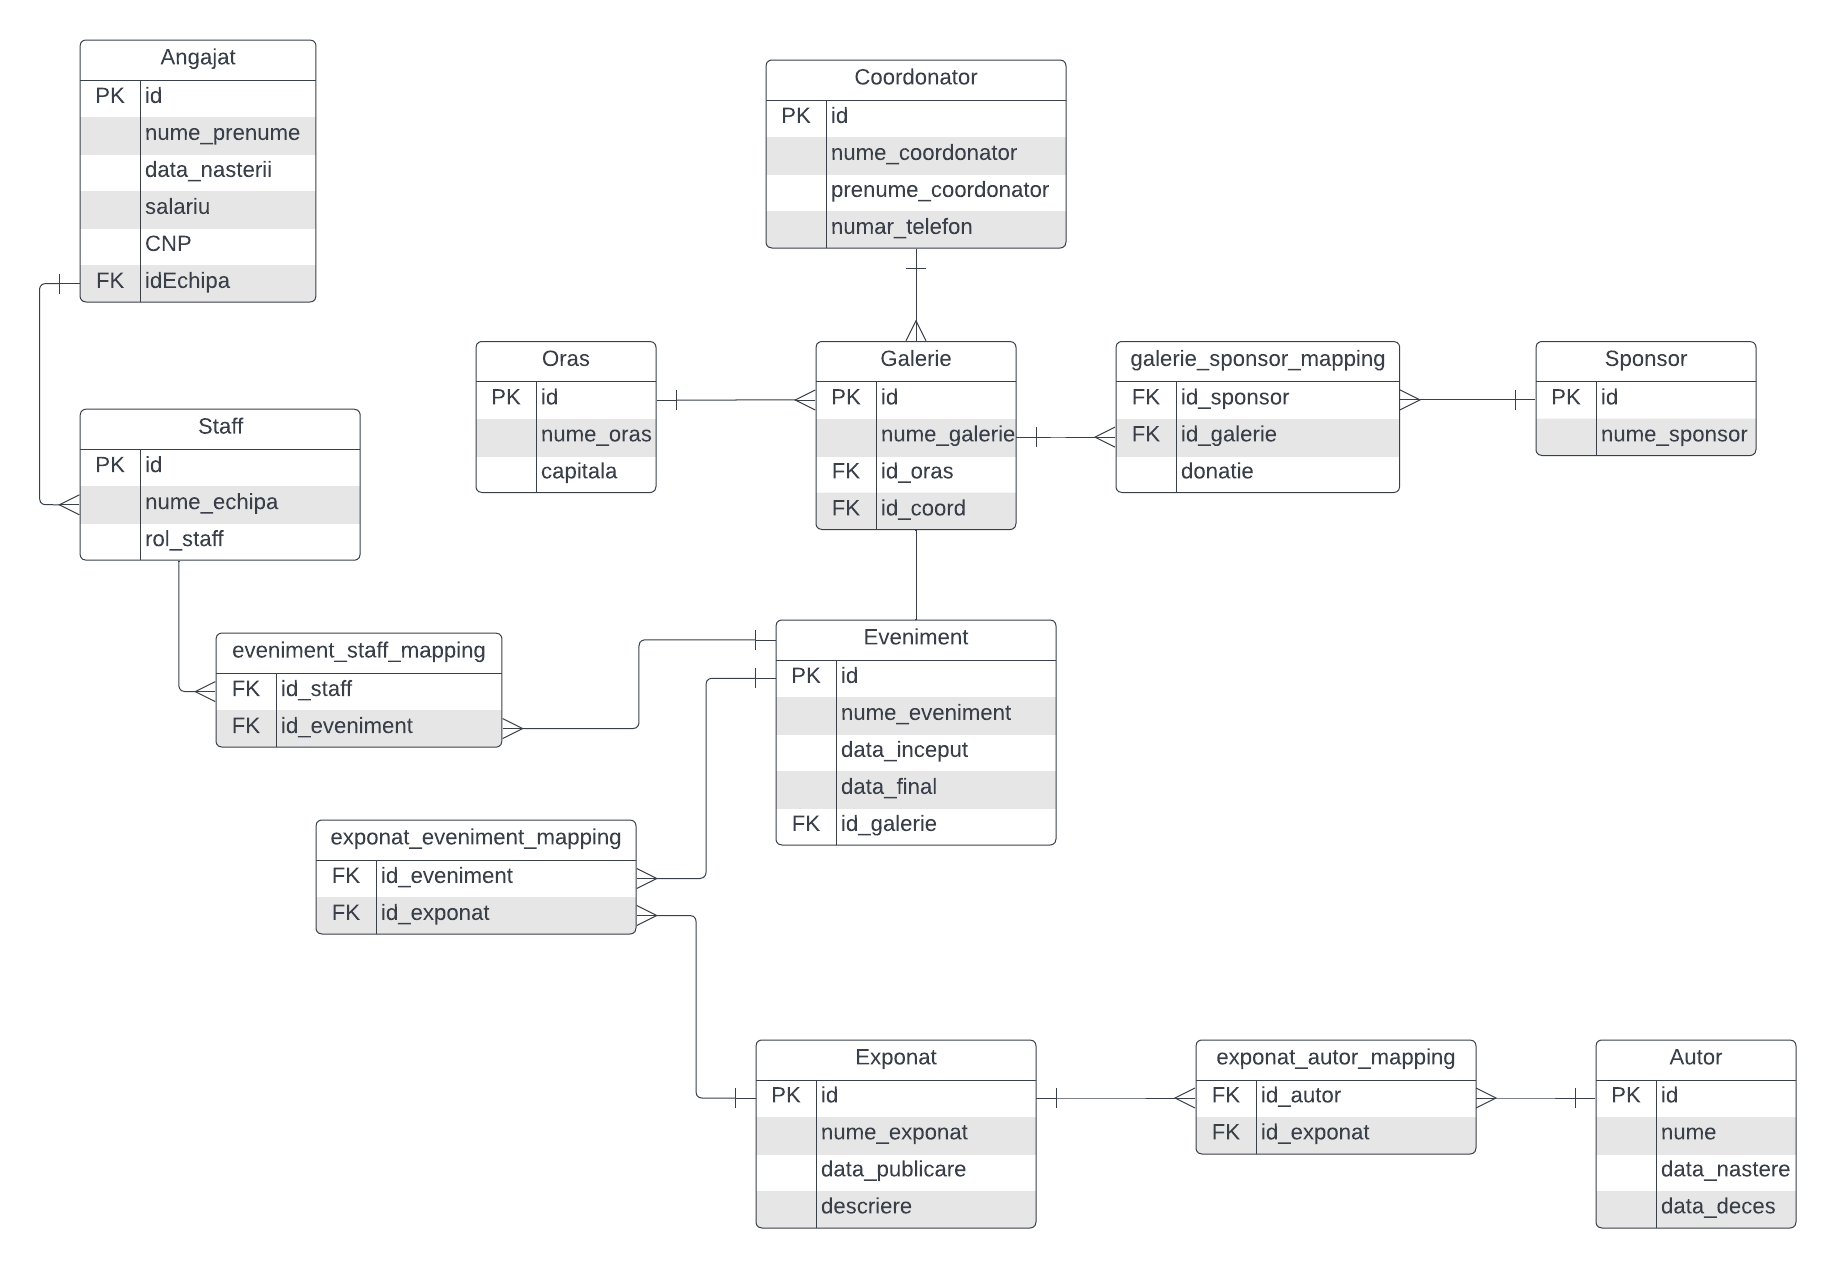 Angajat
PK id
nume_prenume
data_nasterii
salariu
CNP
FK idEchipa
Coordonator
PK id
nume_coordonator
prenume_coordonator
numar_telefon
Oras
PK id
nume_oras
capitala
Galerie
PK id
nume_galerie
FK id_oras
FK id_coord
galerie_sponsor_mapping
FK id_sponsor
FK id_galerie
donatie
Sponsor
PK id
nume_sponsor
Staff
PK id
nume_echipa
rol_staff
eveniment_staff_mapping
FK id_staff
FK id_eveniment
Eveniment
PK id
nume_eveniment
data_inceput
data_final
FK id_galerie
exponat_eveniment_mapping
FK id_eveniment
FK id_exponat
Exponat
PK id
nume_exponat
data_publicare
descriere
exponat_autor_mapping
FK id_autor
FK id_exponat
Autor
PK id
nume
data_nastere
data_deces